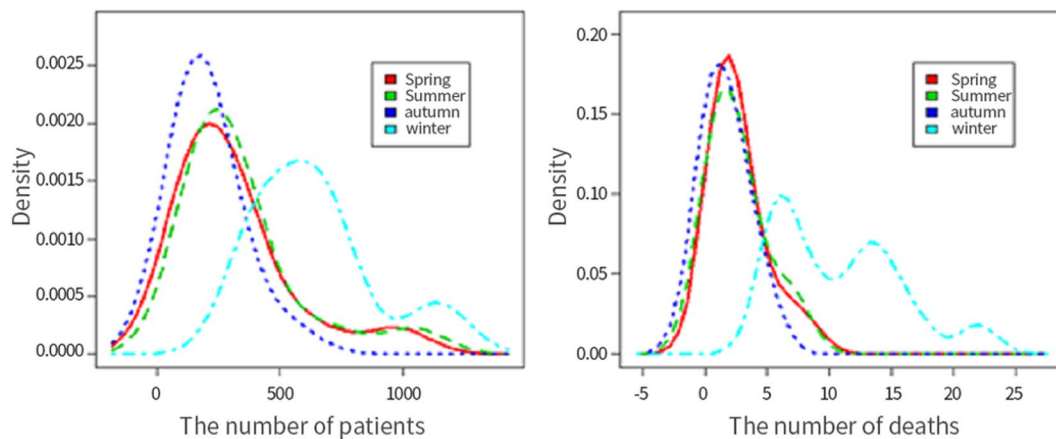 0.0025
0.0020
0.0015
0.0010
0.0005
0.0000
Density
Spring
Summer
autumn
winter
0
500
1000
The number of patients
0.20
0.15
0.10
0.05
0.00
Density
Spring
Summer
autumn
winter
-5
0
5
10
15
20
25
The number of deaths